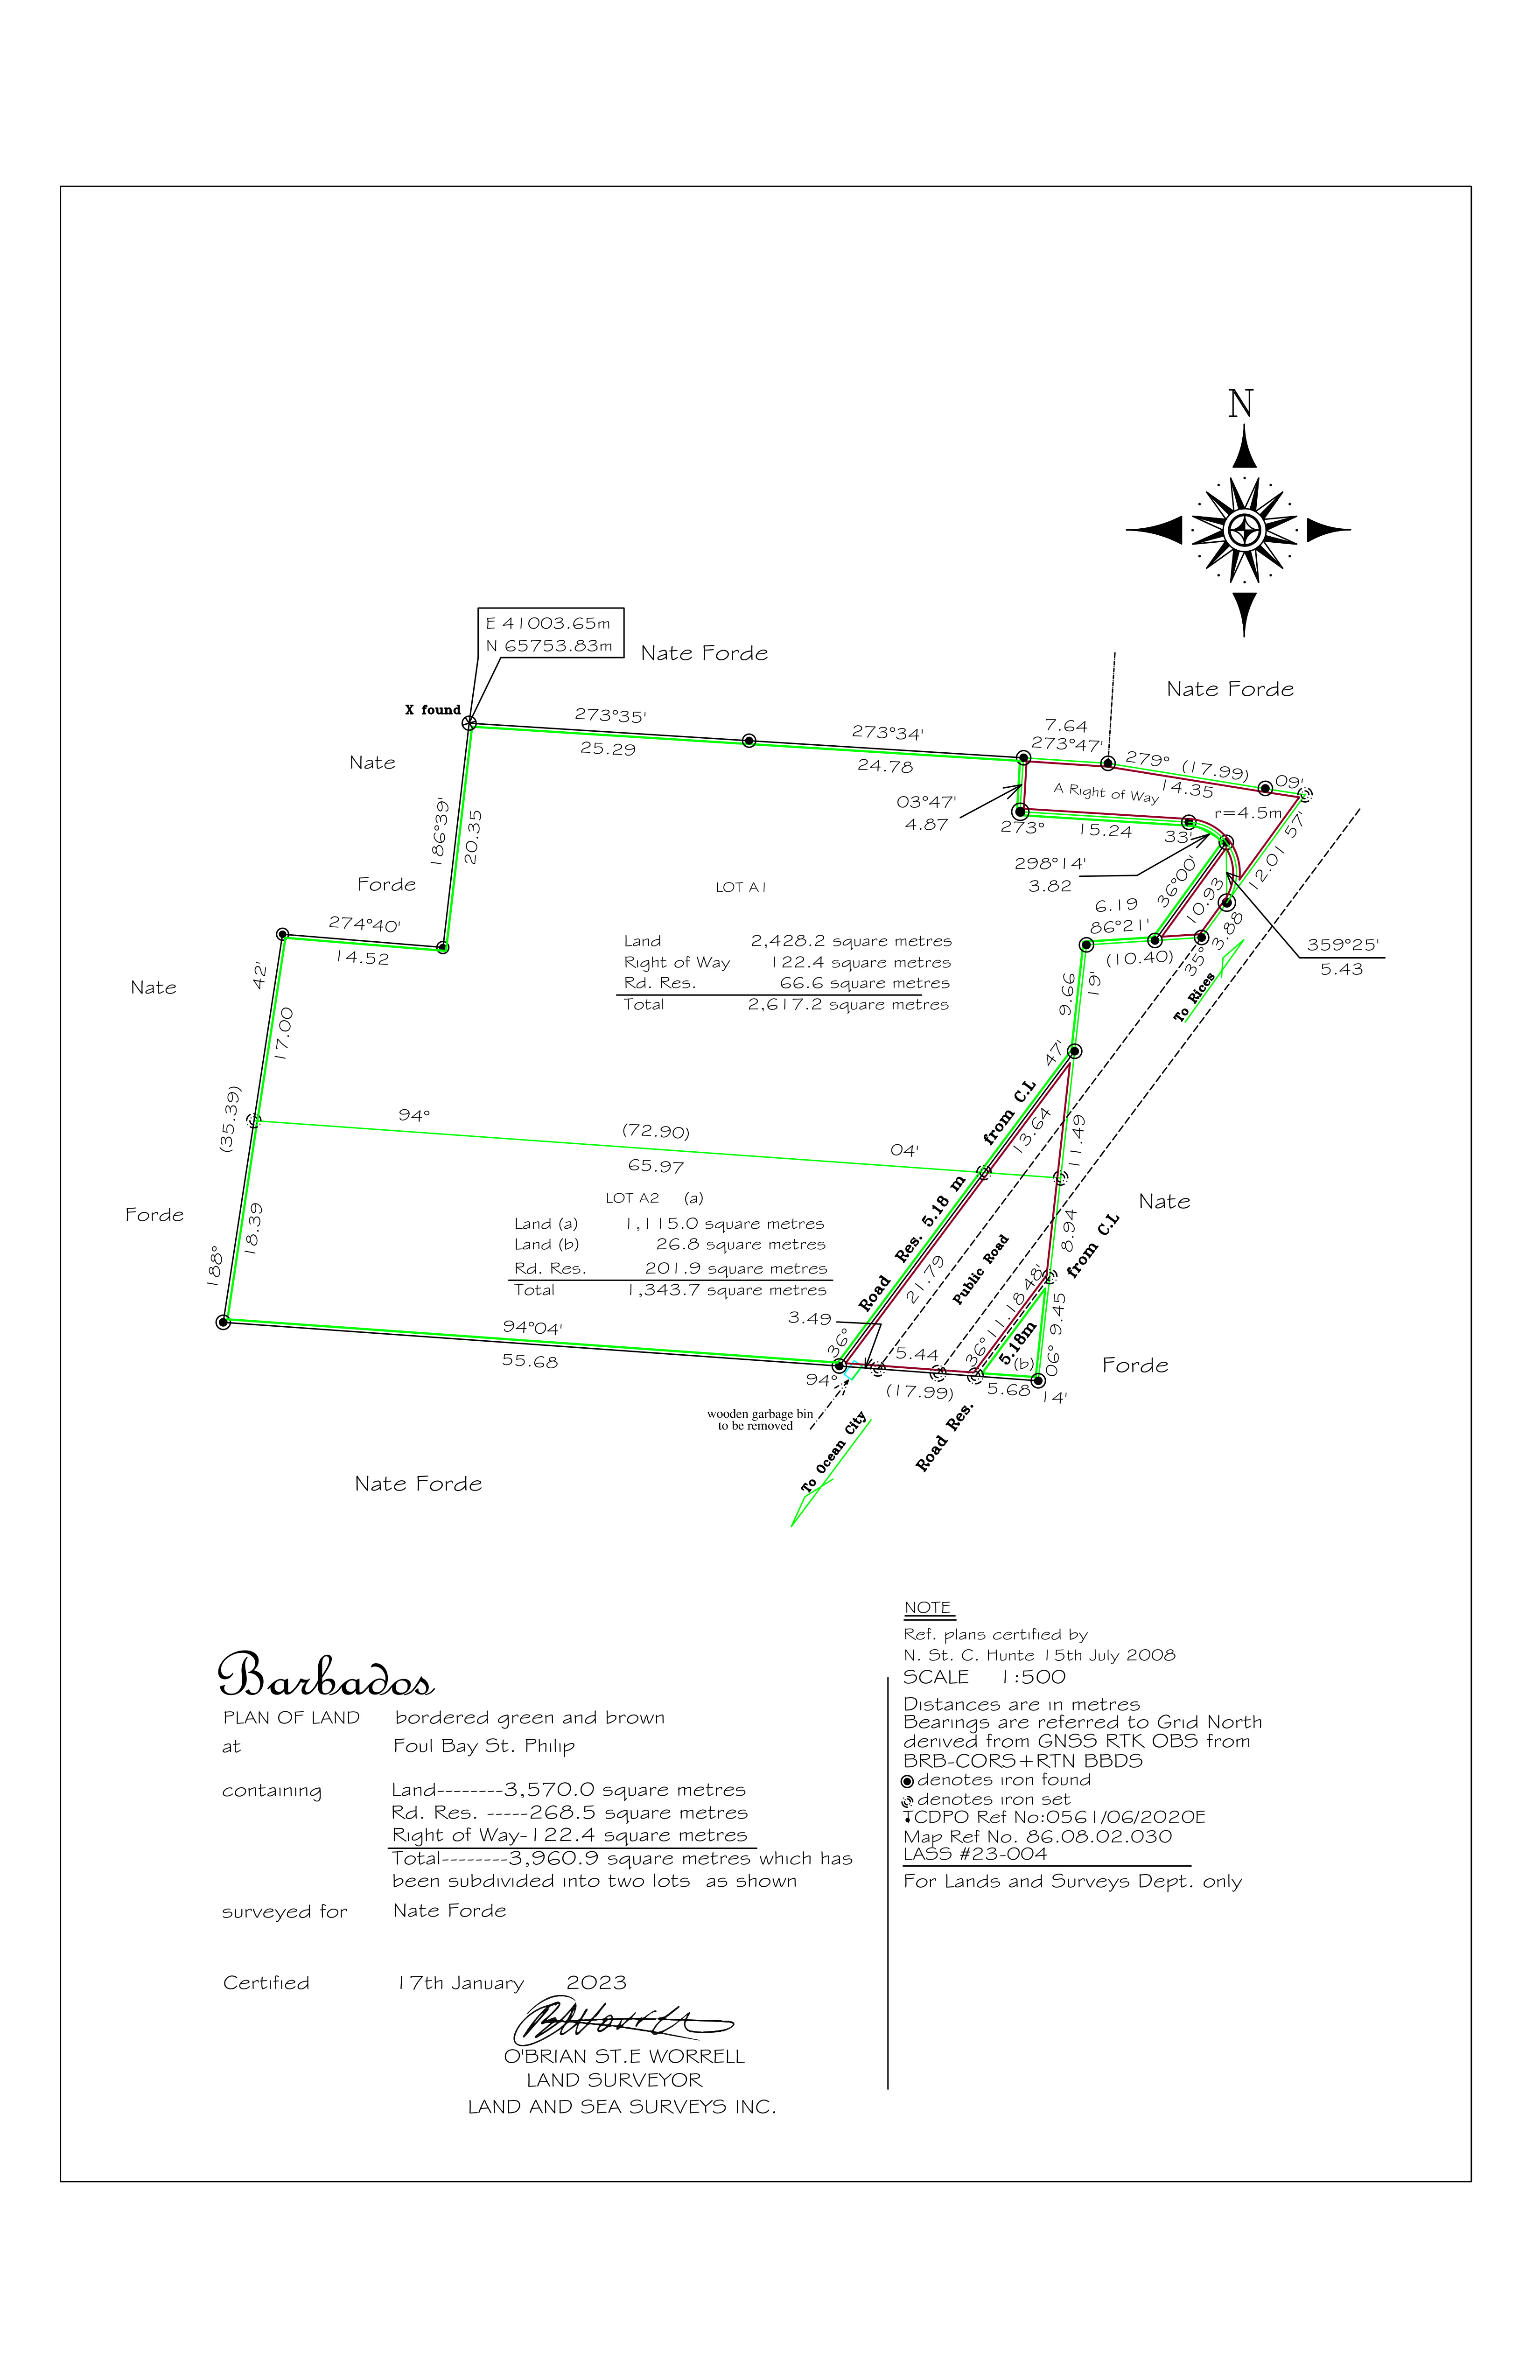 N
E 41003.65m
N 65753.83m
Nate Forde
Nate Forde
X found
273°35'
25.29
273°34'
24.78
7.64
273°47'
279° (17.99) 09'
14.35
Nate
A Right of Way
r=4.5m
03°47'
4.87
273° 15.24 33'
12.01 57'
186°39'
20.35
298°14'
3.82
36°00'
10.93
Forde
LOT A1
6.19
86°21'
(10.40)
3.88
35°
359°25'
5.43
274°40'
14.52
Land 2,428.2 square metres
Right of Way 122.4 square metres
Rd. Res. 66.6 square metres
Total 2,617.2 square metres
Nate
42'
17.00
9.66
19'
To Rices
47'
from C.L
13.64
(35.39)
94° (72.90) 04'
65.97
11.49
LOT A2 (a)
Land (a) 1,115.0 square metres
Land (b) 26.8 square metres
Rd. Res. 201.9 square metres
Total 1,343.7 square metres
Road Res. 5.18 m
Nate
Forde
18.39
188°
8.94
from C.L
21.79
Public Road
3.49
36°
94°04'
55.68
5.44
36° 11.18 48'
5.18m
(b)
06° 9.45
Forde
94° (17.99) 5.68 14'
wooden garbage bin
to be removed
Road Res.
To Ocean City
Nate Forde
NOTE
Ref. plans certified by
N. St. C. Hunte 15th July 2008
SCALE 1:500
Distances are in metres
Bearings are referred to Grid North
derived from GNSS RTK OBS from
BRB-CORS+RTN BBDS
denotes iron found
denotes iron set
TCDPO Ref No:0561/06/2020E
Map Ref No. 86.08.02.030
LASS #23-004
For Lands and Surveys Dept. only
Barbados
PLAN OF LAND bordered green and brown
at Foul Bay St. Philip
containing Land--------3,570.0 square metres
Rd. Res. -----268.5 square metres
Right of Way-122.4 square metres
Total--------3,960.9 square metres which has
been subdivided into two lots as shown
surveyed for Nate Forde
Certified 17th January 2023
O'BRIAN ST.E WORRELL
LAND SURVEYOR
LAND AND SEA SURVEYS INC.